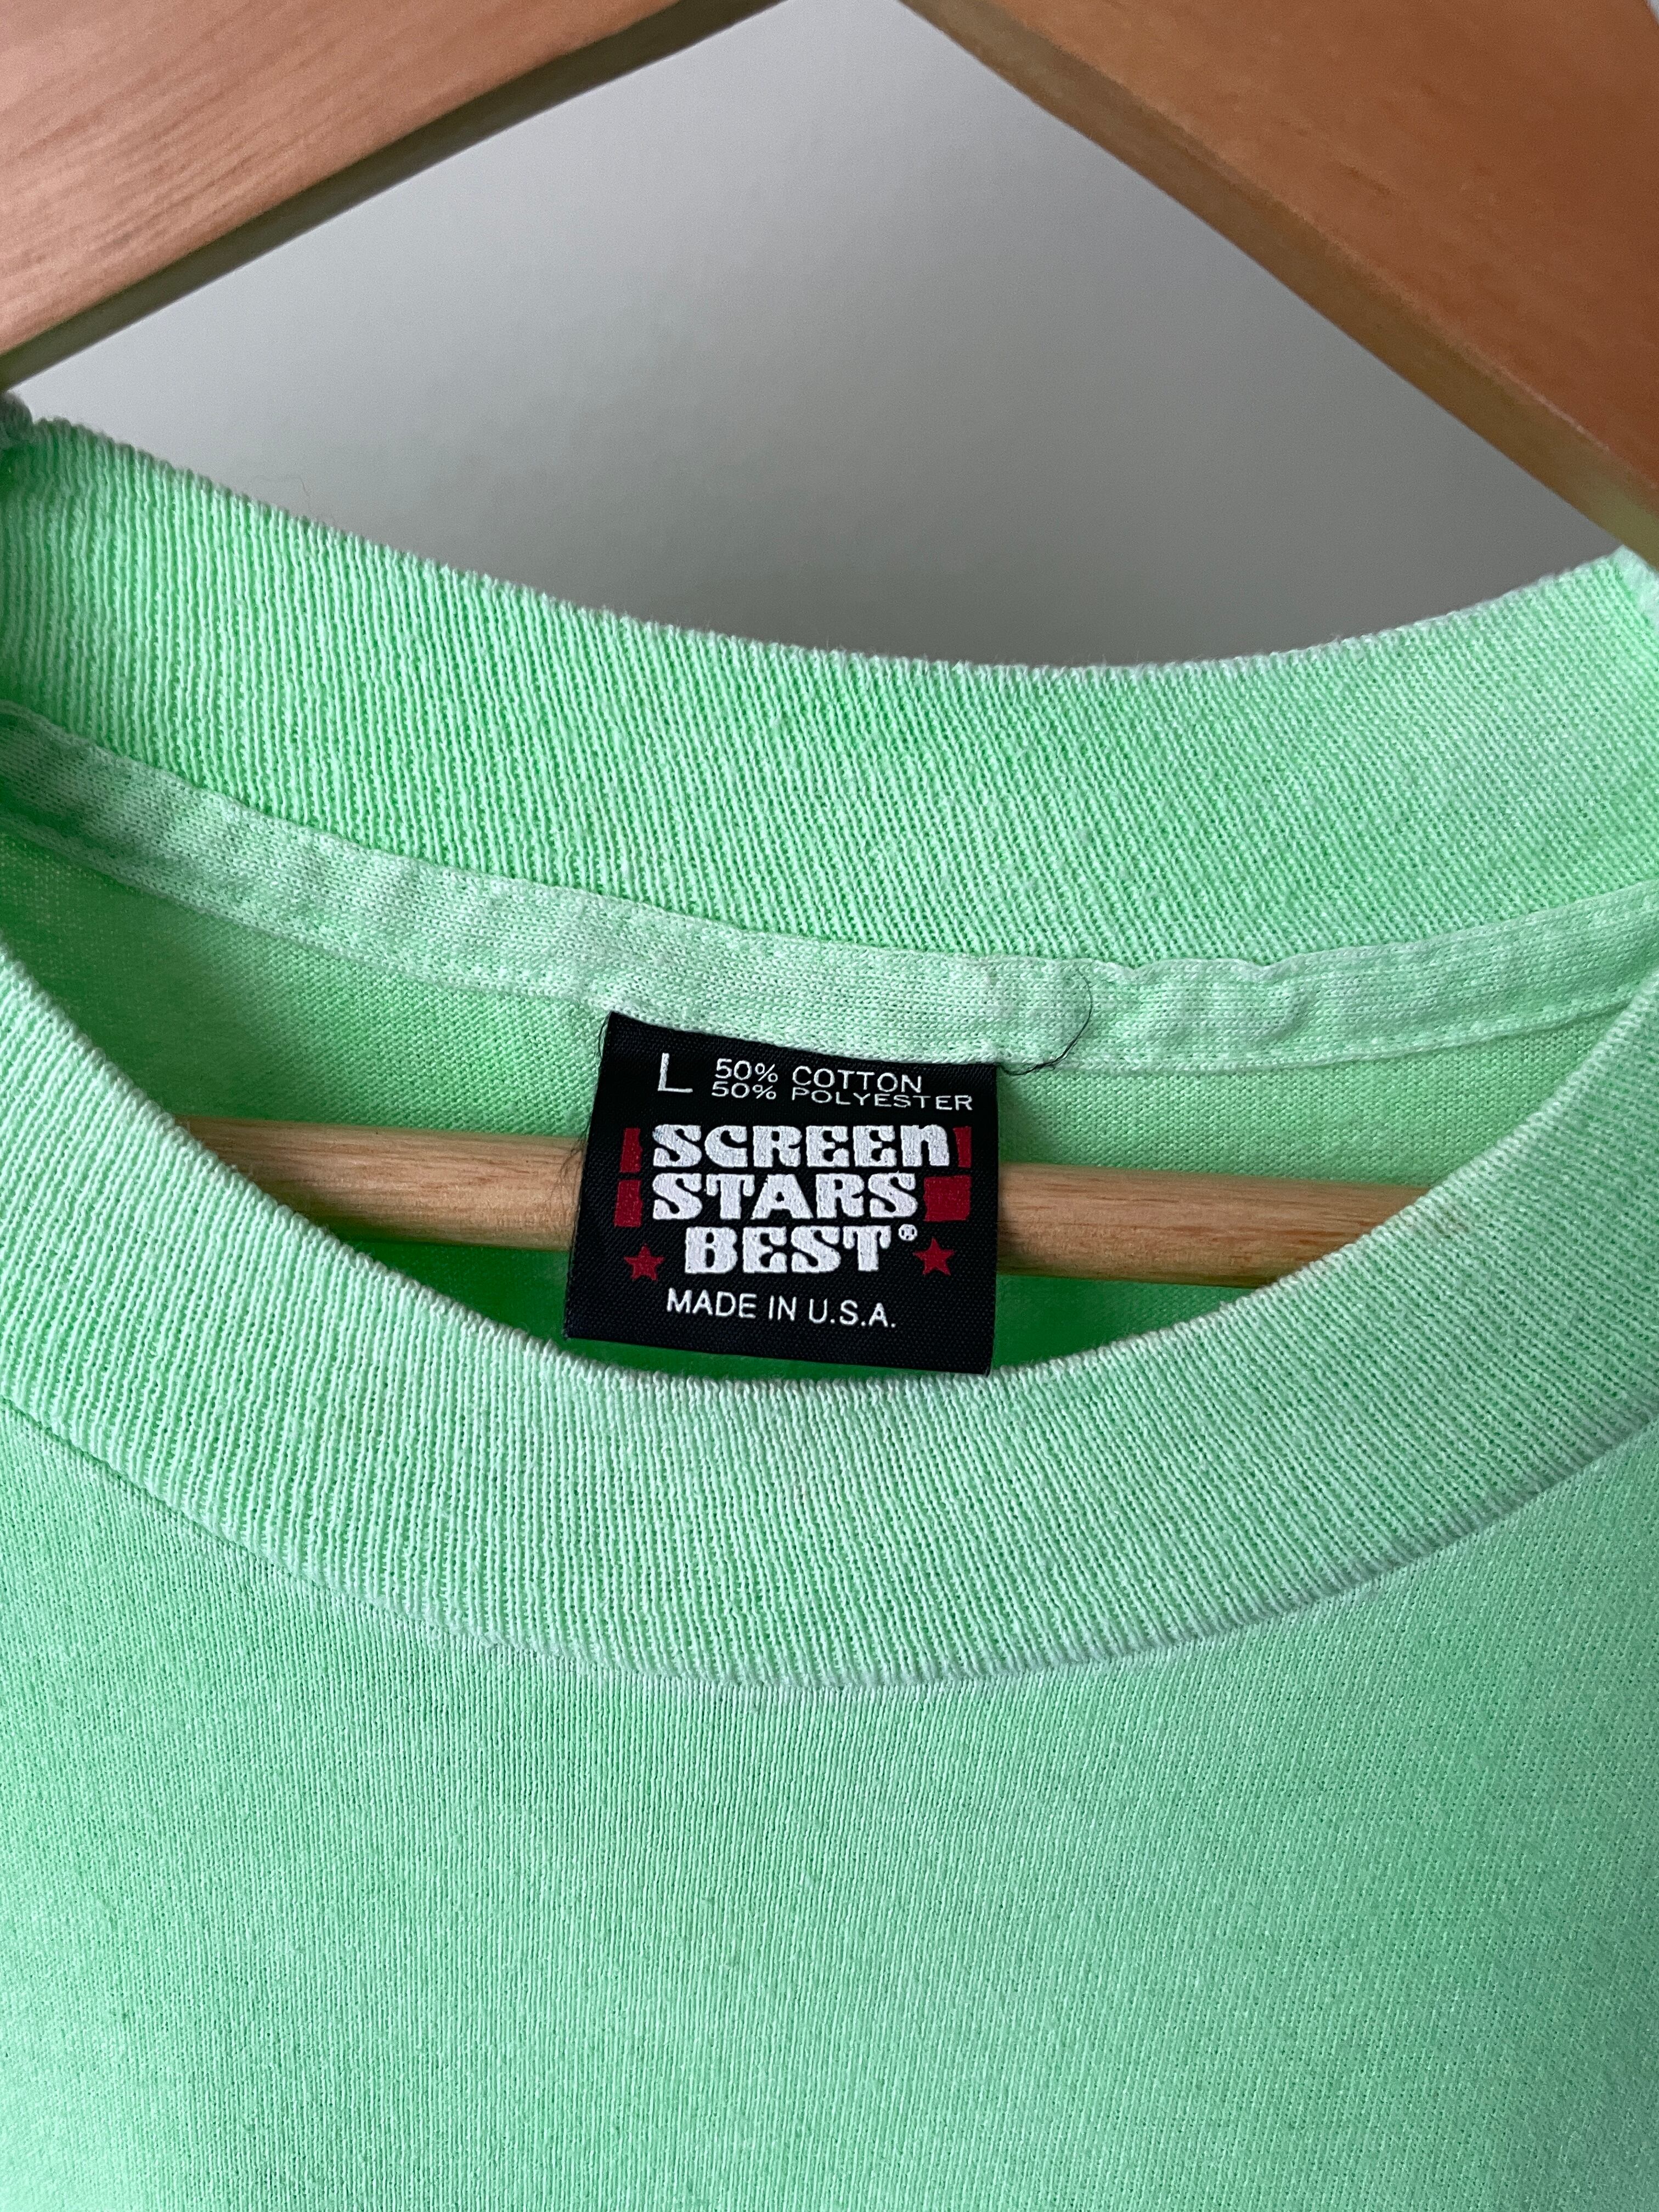 L 50% COTTON
50% POLYESTER
SCREEN
STARS
BEST®
MADE IN U.S.A.